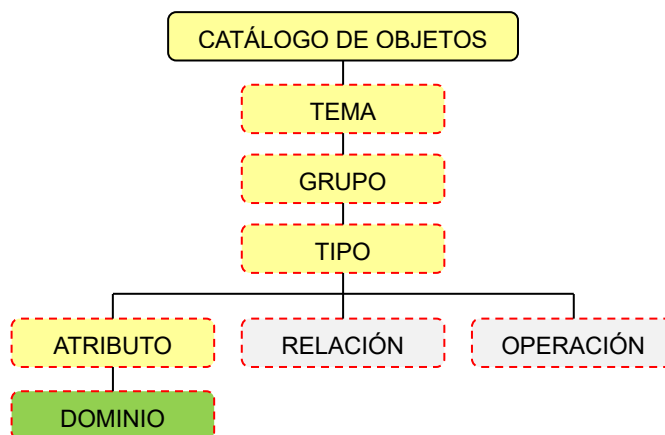 CATÁLOGO DE OBJETOS
TEMA
GRUPO
TIPO
ATRIBUTO
RELACIÓN
OPERACIÓN
DOMINIO